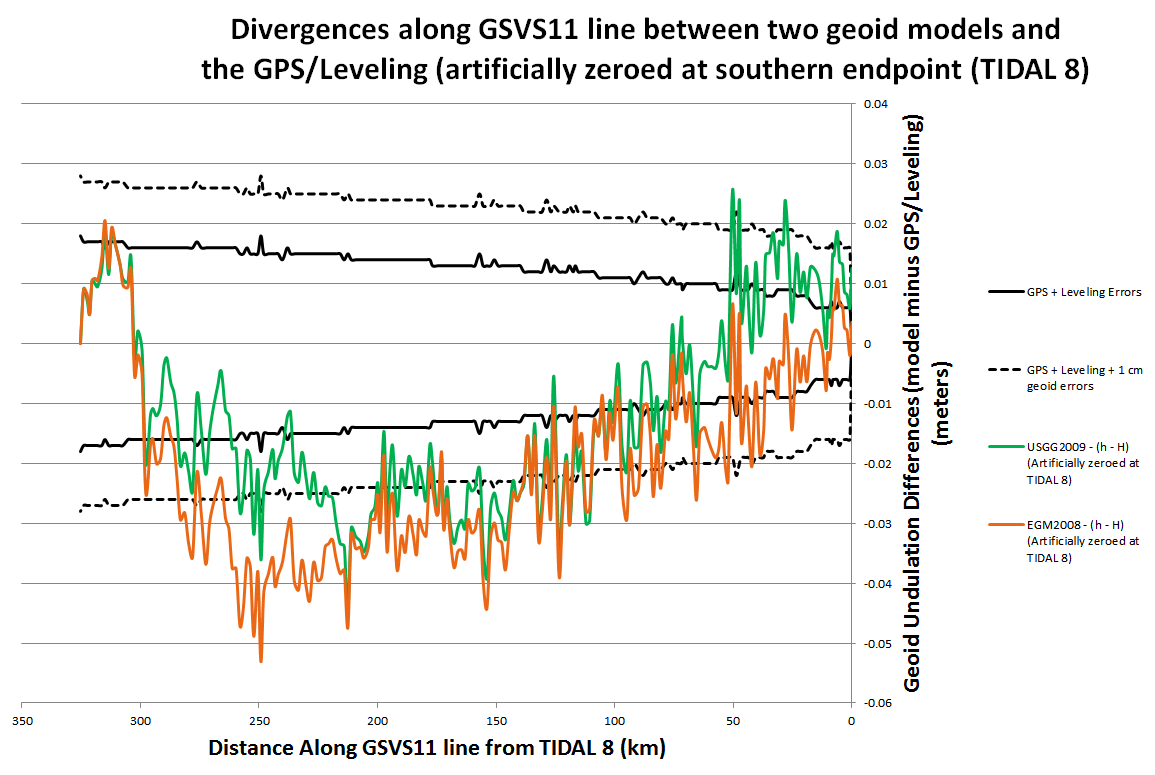 Divergences along GSVS11 line between two geoid models and
the GPS/Leveling (artificially zeroed at southern endpoint (TIDAL 8)
0.04
0.03
0.02
0.01
0
-0.01
-0.02
-0.03
-0.04
-0.05
-0.06
Geoid Undulation Differences (model minus GPS/Leveling)
(meters)
350
300
250
200
150
100
50
0
Distance Along GSVS11 line from TIDAL 8 (km)
GPS + Leveling Errors
GPS + Leveling + 1 cm
geoid errors
USGG2009 - (h - H)
(Artificially zeroed at
TIDAL 8)
EGM2008 - (h - H)
(Artificially zeroed at
TIDAL 8)